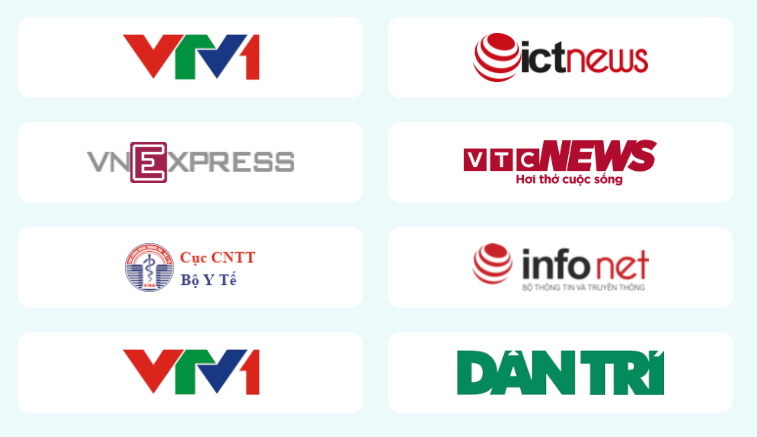 VTV1
ictnews
VNEXPRESS
VTC NEWS
Hơi thở cuộc sống
Cục CNTT
Bộ Y Tế
infonet
BỘ THÔNG TIN VÀ TRUYỀN THÔNG
VTV1
DÂN TRÍ